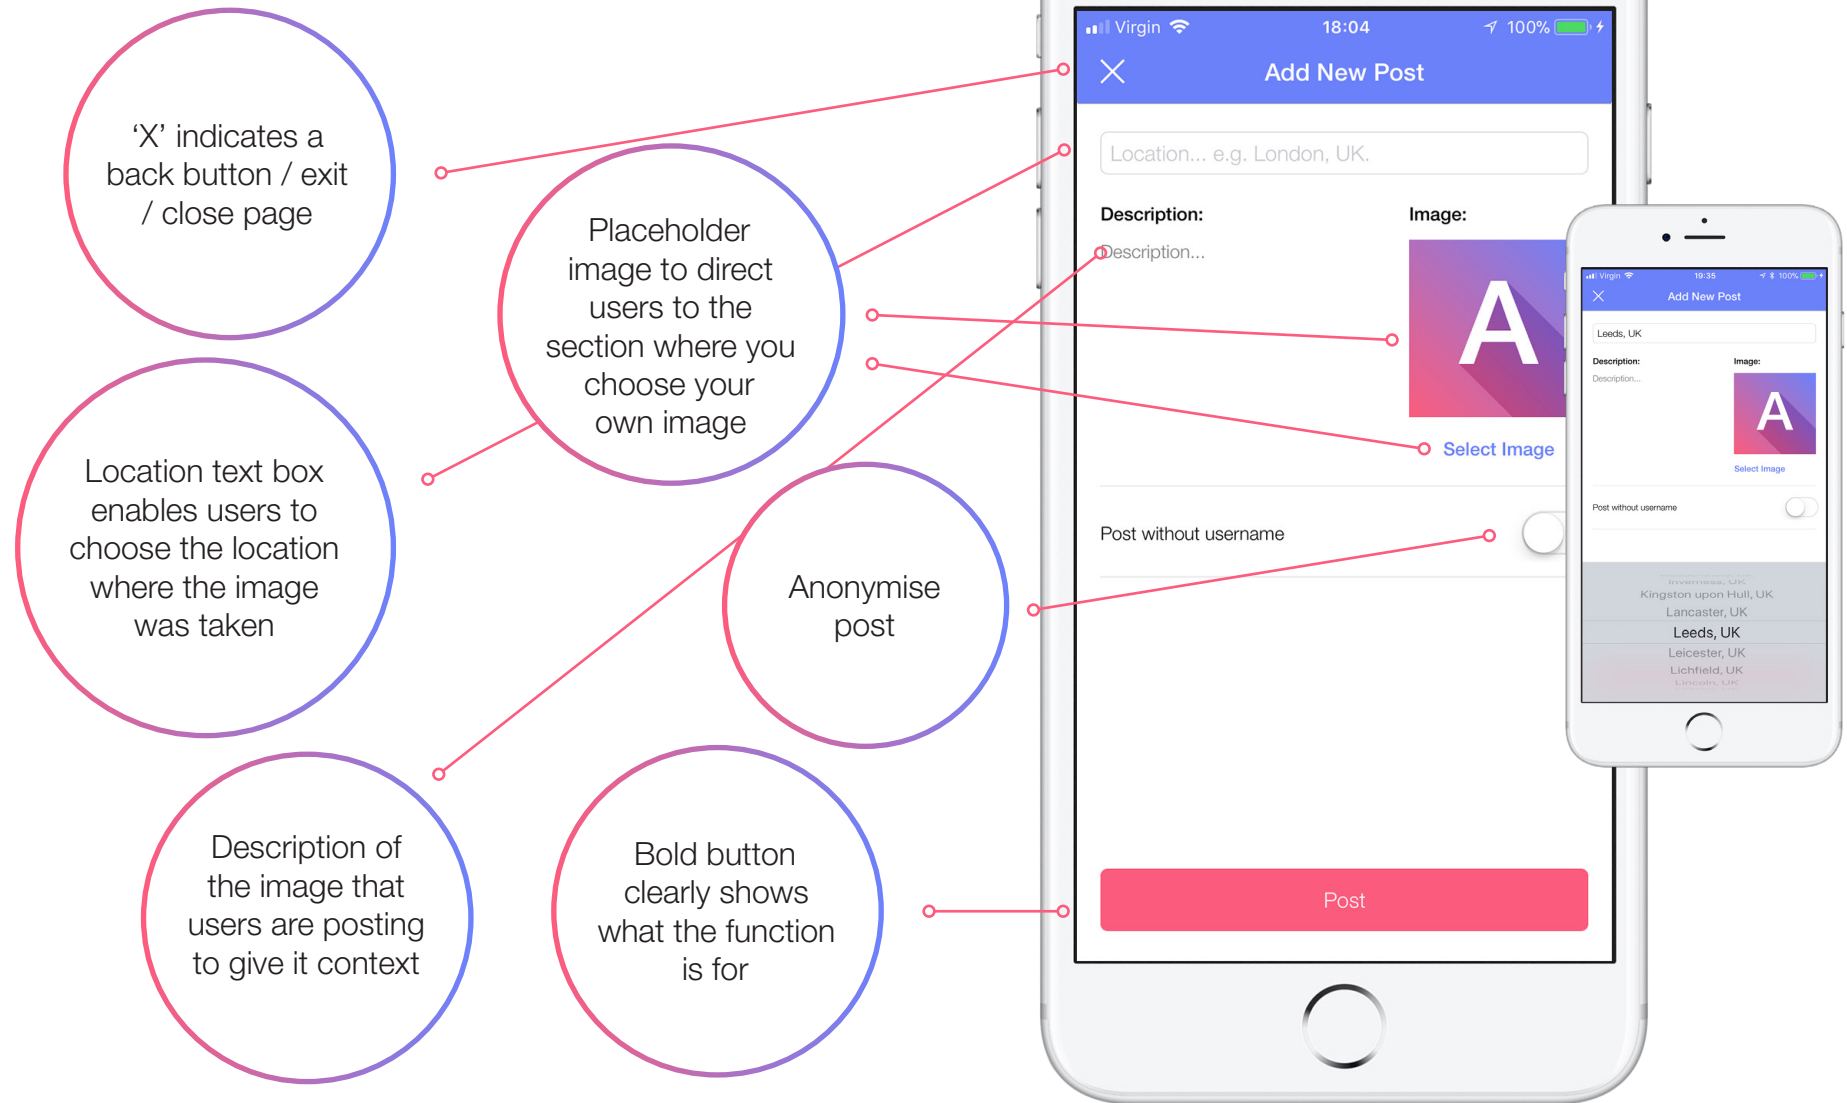 ‘X’ indicates a
back button / exit
/ close page
Placeholder
image to direct
users to the
section where you
choose your
own image
Location text box
enables users to
choose the location
where the image
was taken
Anonymise
post
Description of
the image that
users are posting
to give it context
Bold button
clearly shows
what the function
is for
Virgin 18:04 100%
Add New Post
Location... e.g. London, UK.
Description: Image:
Description...
A
Select Image
Post without username
Post
Virgin 19:35 100%
Add New Post
Leeds, UK
Description: Image:
Description...
A
Select Image
Post without username
Inverness, UK
Kingston upon Hull, UK
Lancaster, UK
Leeds, UK
Leicester, UK
Lichfield, UK
Lincoln, UK